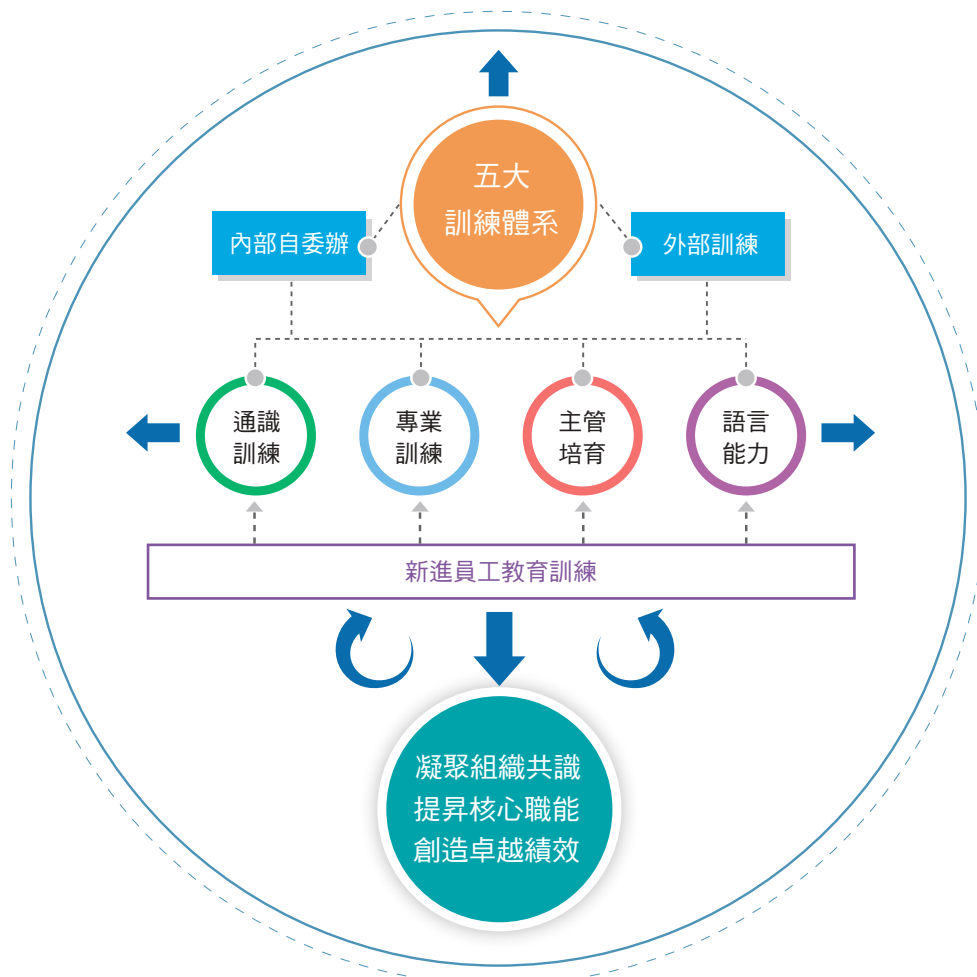 五大
訓練體系
內部自委辦
外部訓練
通識
訓練
專業
訓練
主管
培育
語言
能力
新進員工教育訓練
凝聚組織共識
提昇核心職能
創造卓越績效